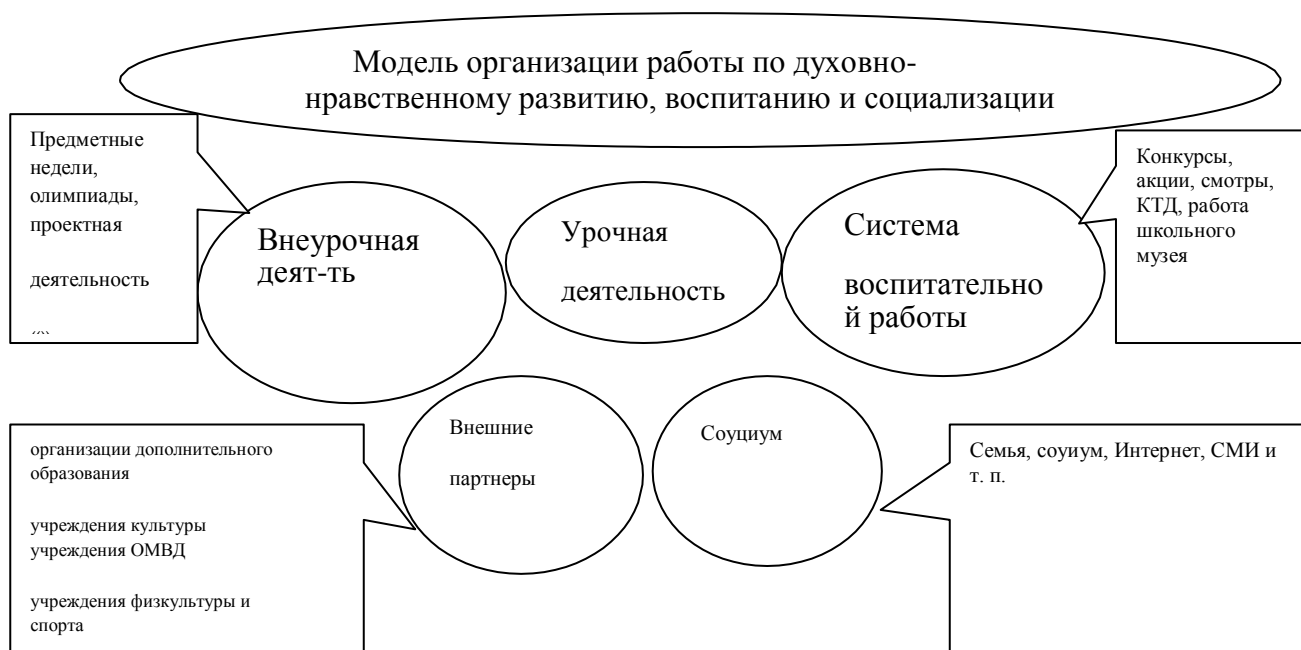 Модель организации работы по духовно-
нравственному развитию, воспитанию и социализации
Предметные
недели,
олимпиады,
проектная
деятельность
Внеурочная
деят-ть
Урочная
деятельность
Система
воспитательно
й работы
Конкурсы,
акции, смотры,
КТД, работа
школьного
музея
организации дополнительного
образования
учреждения культуры
учреждения ОМВД
учреждения физкультуры и
спорта
Внешние
партнеры
Соуциум
Семья, соуиум, Интернет, СМИ и
т. п.